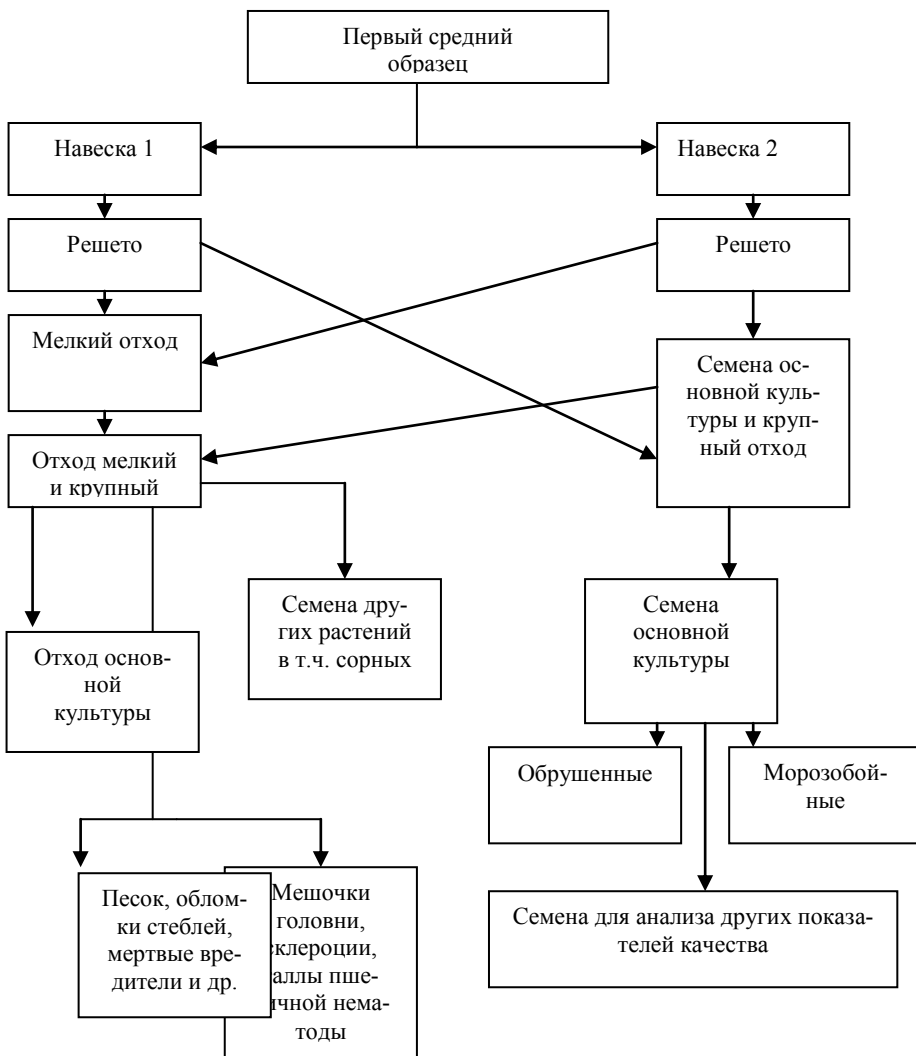 Первый средний
образец
Навеска 1
Навеска 2
Решето
Решето
Мелкий отход
Семена ос-
новной куль-
туры и круп-
ный отход
Отход мелкий
и крупный
Семена дру-
гих растений
в т.ч. сорных
Семена
основной
культуры
Отход основ-
ной
культуры
Обрушенные
Морозобой-
ные
Песок, облом-
ки стеблей,
мертвые вре-
дители и др.
Мешочки
головни,
склероции,
аллы пше-
ичной нема-
тоды
Семена для анализа других показа-
телей качества